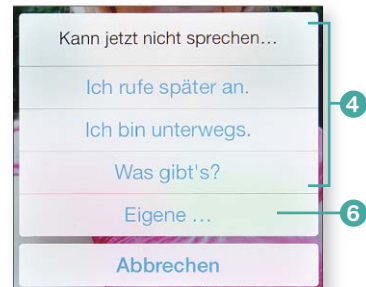 Kann jetzt nicht sprechen…
Ich rufe später an.
Ich bin unterwegs.
4
Was gibt's?
Eigene …
6
Abbrechen